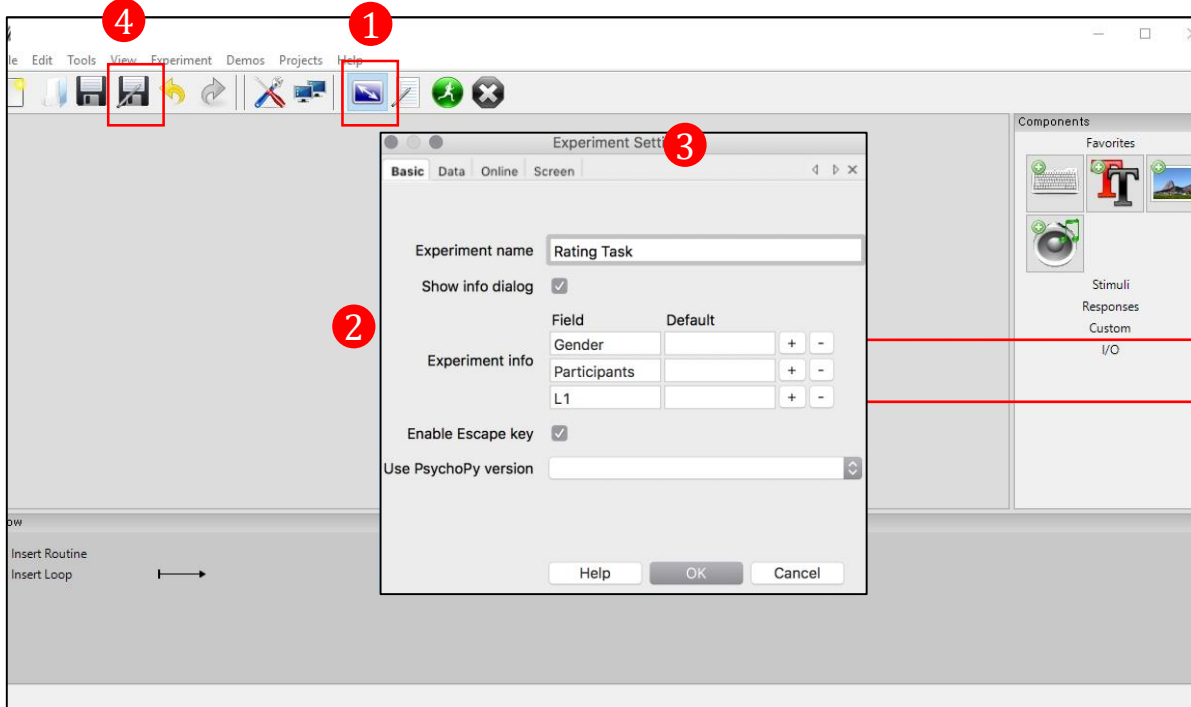 4
1
le Edit Tools View Experiment Demos Projects Help
Components
Favorites
Experiment Setti
3
Basic Data Online Screen
Experiment name Rating Task
Show info dialog
Stimuli
Responses
Custom
I/O
2
Field Default
Experiment info
Gender + -
Participants + -
L1 + -
Enable Escape key
Use PsychoPy version
ow
Insert Routine
Insert Loop
Help OK Cancel